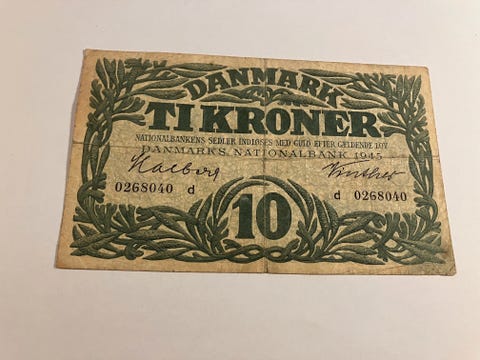 DANMARK
TI KRONER
NATIONALBANKENS SEDLER INDLØSES MED GULD EFTER GÆLDENDE LOV
DANMARKS NATIONALBANK 1945
0268040 d
d 0268040
10